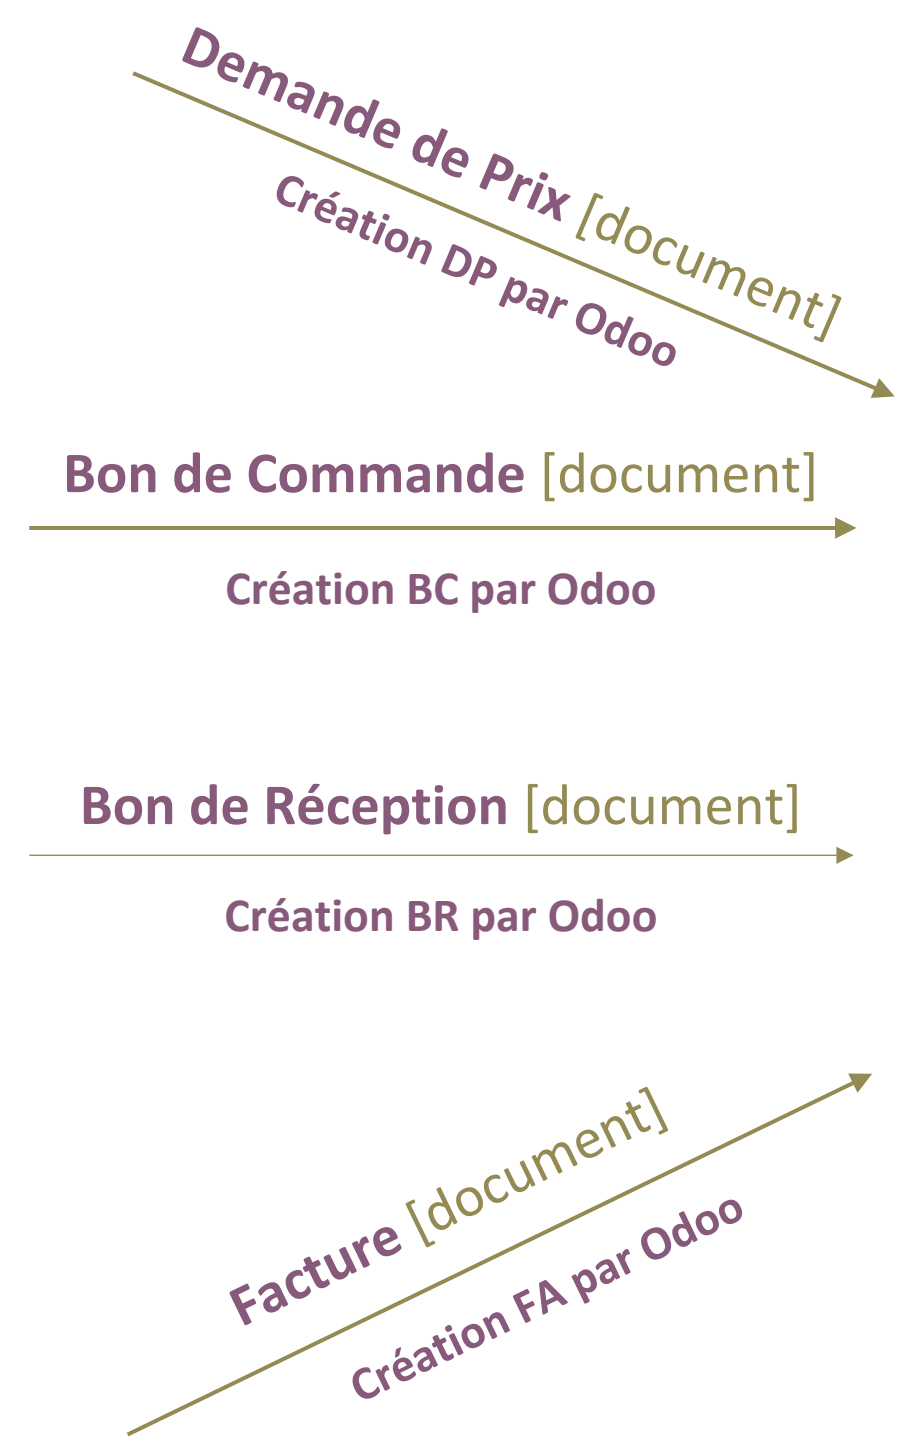 Demande de Prix [document]
Création DP par Odoo
Bon de Commande [document]
Création BC par Odoo
Bon de Réception [document]
Création BR par Odoo
Facture [document]
Création FA par Odoo